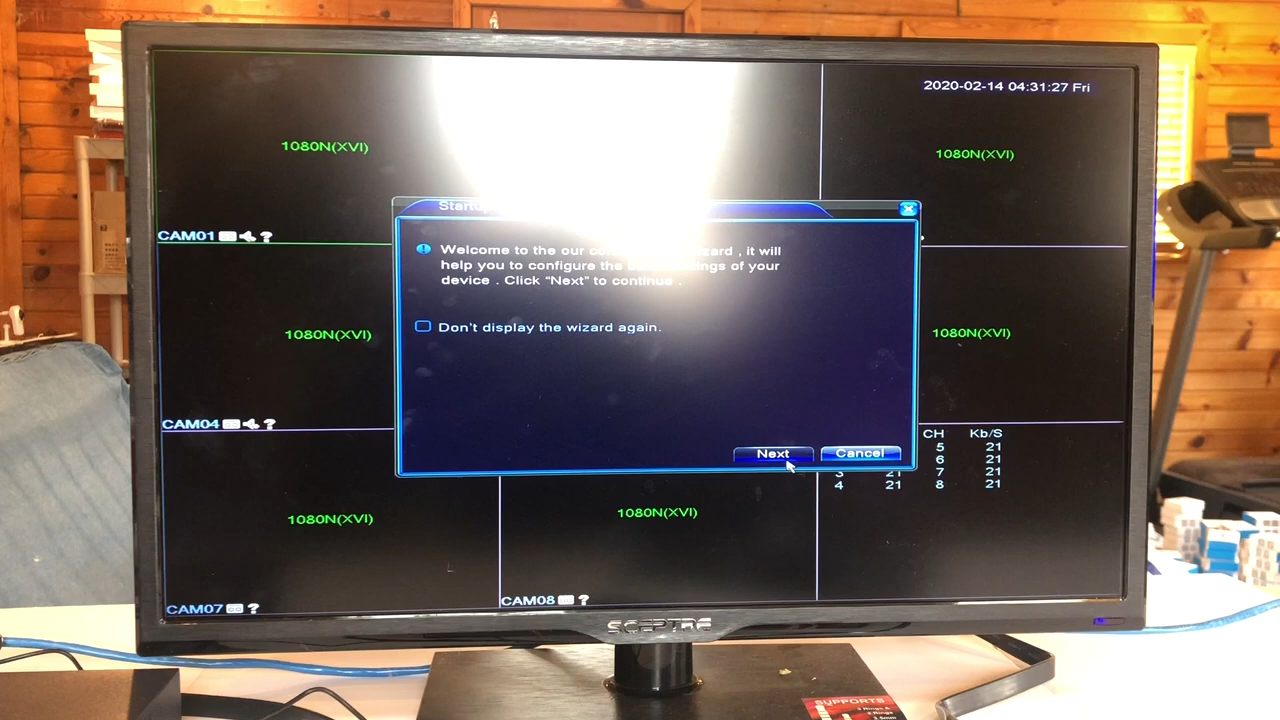 2020-02-14 04:31:27 Fri
1080N(XVI)
1080N(XVI)
CAM01
Welcome to the our wizard , it will
help you to configure the of your
device . Click "Next" to continue .
Don't display the wizard again.
1080N(XVI)
1080N(XVI)
CAM04
Next
Cancel
CH Kb/S
5 21
6 21
3 21 7 21
4 21 8 21
1080N(XVI)
1080N(XVI)
CAM07
CAM08
SCEPTRE
SUPPORTS